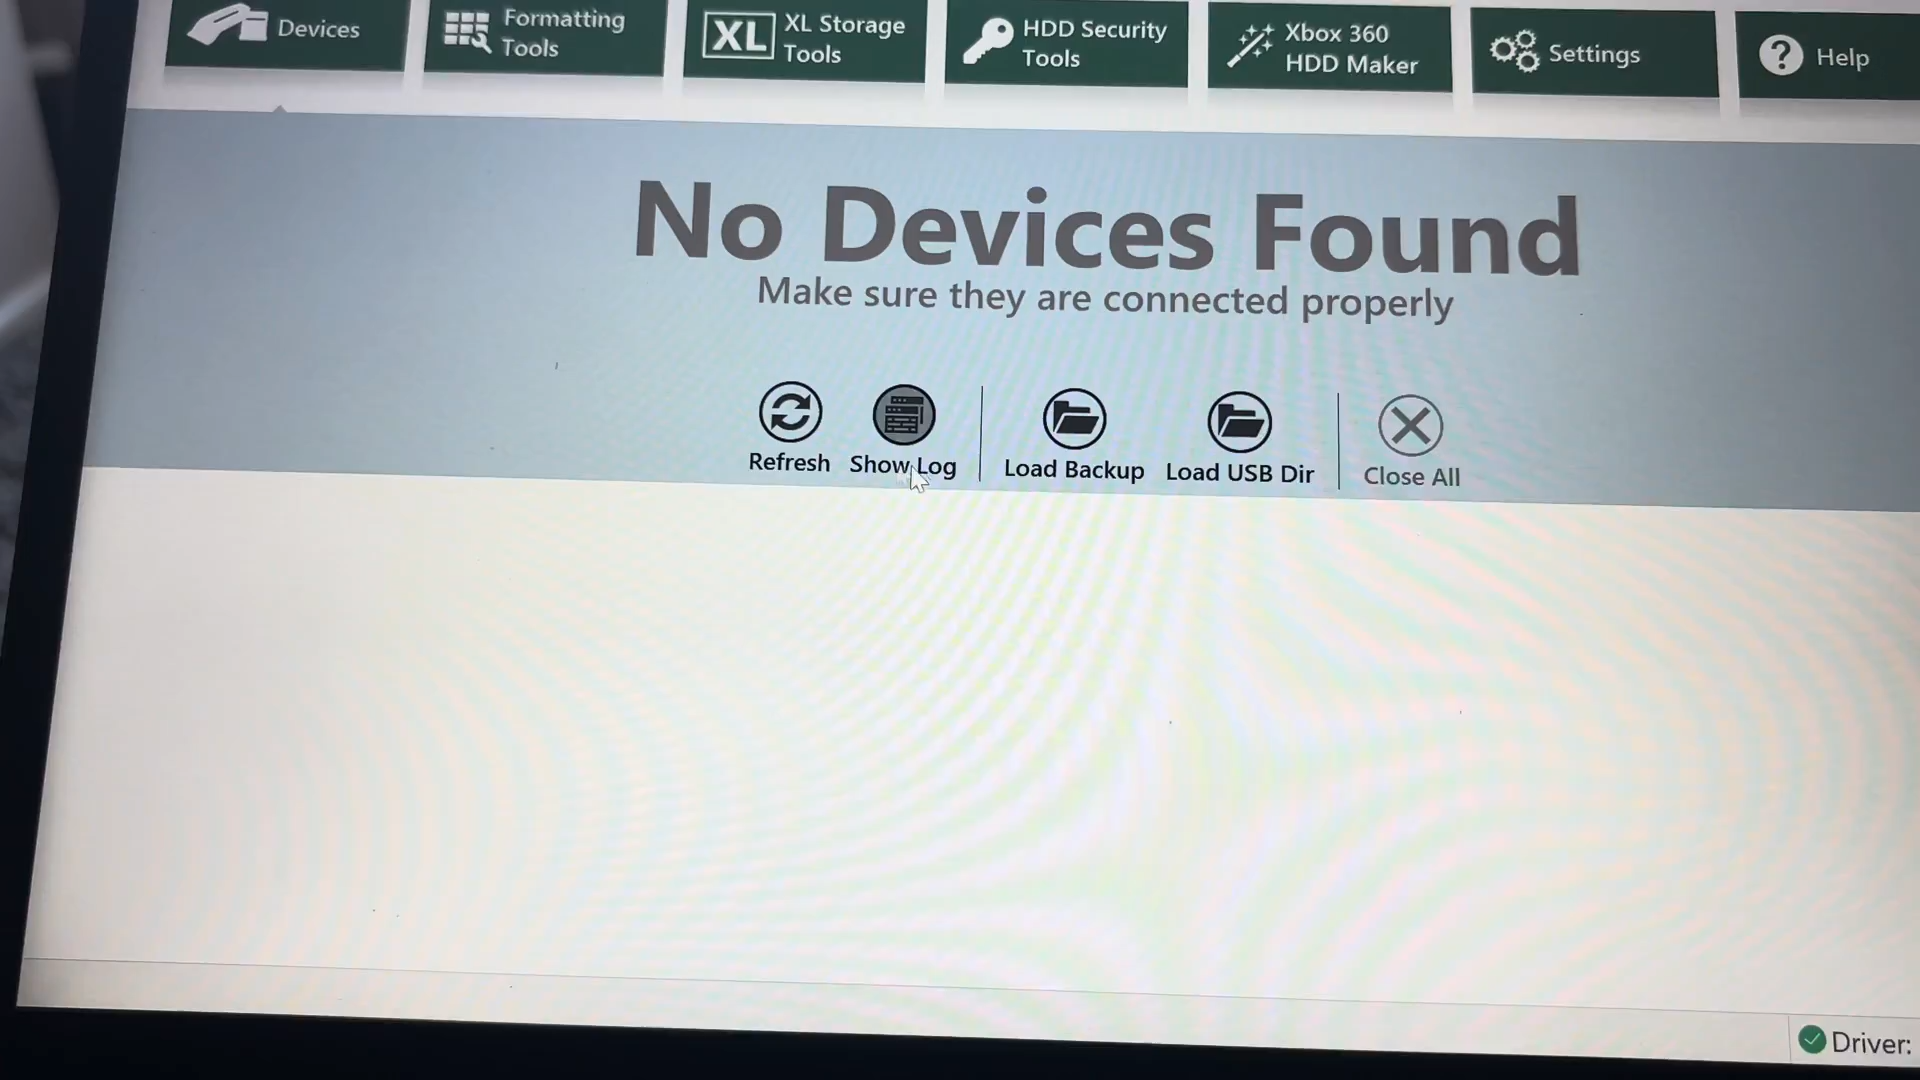 Devices
Formatting
Tools
XL
XL Storage
Tools
HDD Security
Tools
Xbox 360
HDD Maker
Settings
? Help
No Devices Found
Make sure they are connected properly
Refresh
Show Log
Load Backup
Load USB Dir
Close All
Driver: